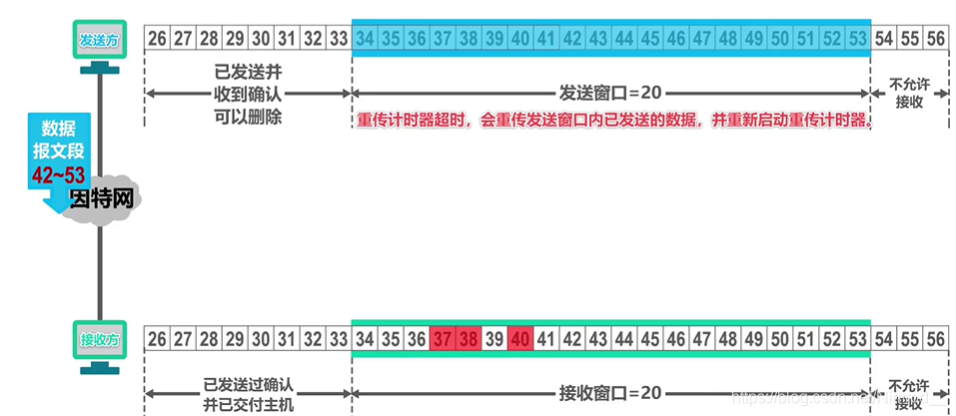 发送方
26 27 28 29 30 31 32 33 34 35 36 37 38 39 40 41 42 43 44 45 46 47 48 49 50 51 52 53 54 55 56
已发送并
收到确认
可以删除
发送窗口=20
不允许
接收
重传计时器超时，会重传发送窗口内已发送的数据，并重新启动重传计时器。
数据
报文段
42~53
因特网
接收方
26 27 28 29 30 31 32 33 34 35 36 37 38 39 40 41 42 43 44 45 46 47 48 49 50 51 52 53 54 55 56
已发送过确认
并已交付主机
接收窗口=20
不允许
接收
https://blog.csdn.net/